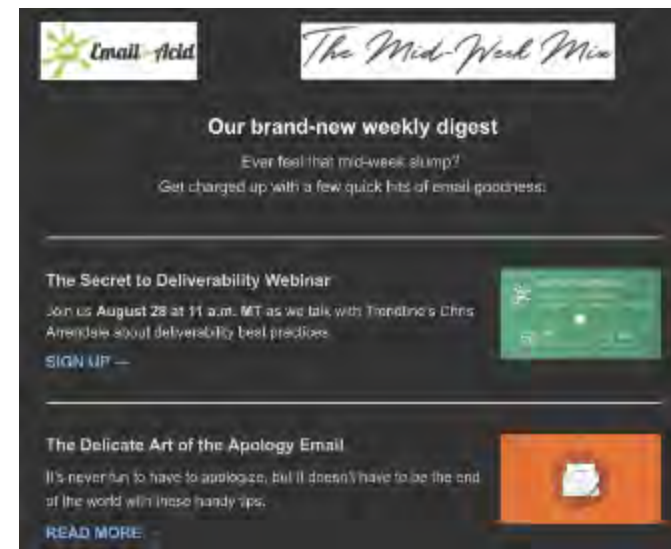 Email on Acid
The Mid-Week Mix
Our brand-new weekly digest
Ever feel that mid-week slump?
Get charged up with a few quick hits of email goodness.
The Secret to Deliverability Webinar
Join us August 28 at 11 a.m. MT as we talk with Trendline's Chris
Arrendale about deliverability best practices.
SIGN UP →
The Delicate Art of the Apology Email
It's never fun to have to apologize, but it doesn't have to be the end
of the world with these handy tips.
READ MORE